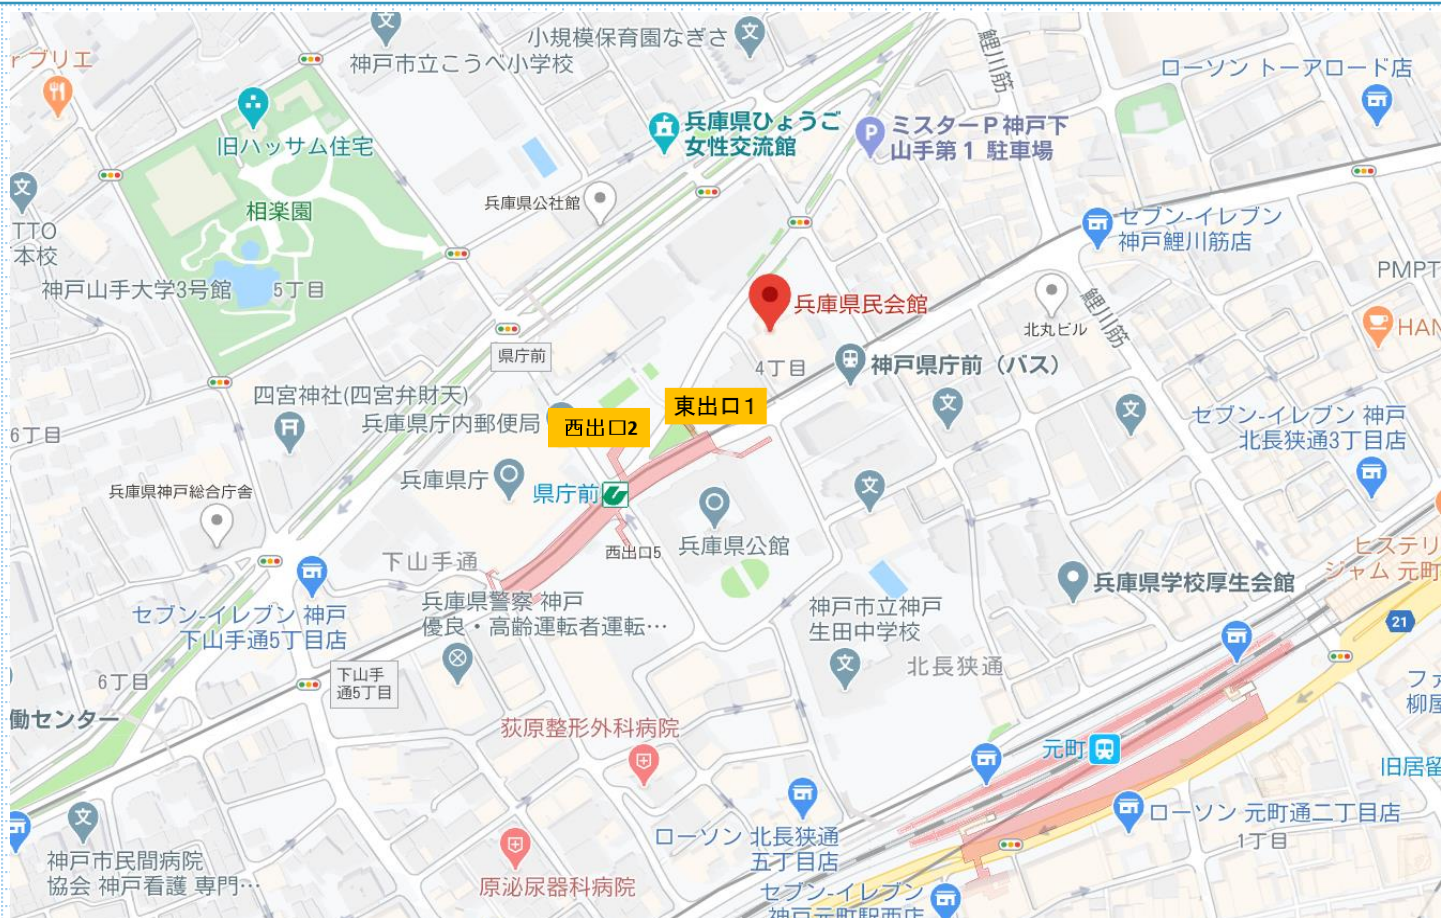 文
小規模保育園なぎさ 文
神戸市立こうべ小学校
鯉川筋
rブリエ
ローソン トーアロード店
旧ハッサム住宅
兵庫県ひょうご
女性交流館
P ミスターP 神戸下
山手第1 駐車場
文
兵庫県公社館
相楽園
TTO
本校
セブン-イレブン
神戸鯉川筋店
神戸山手大学3号館
5丁目
PMPT
兵庫県民会館
鯉川筋
北丸ビル
HAN
県庁前
4丁目
神戸県庁前（バス）
四宮神社(四宮弁財天)
兵庫県庁内郵便局
西出口2
東出口1
文
文
セブン-イレブン 神戸
北長狭通3丁目店
6丁目
兵庫県庁
県庁前
文
兵庫県神戸総合庁舎
西出口5
兵庫県公館
下山手通
ヒステリ
ジャム 元町
兵庫県学校厚生会館
セブン-イレブン 神戸
下山手通5丁目店
兵庫県警察 神戸
優良・高齢運転者運転…
神戸市立神戸
生田中学校
文
21
北長狭通
6丁目
下山手
通5丁目
ファ
柳屋
働センター
荻原整形外科病院
元町
旧居留
文
ローソン 北長狭通
五丁目店
ローソン 元町通二丁目店
1丁目
神戸市民間病院
協会 神戸看護 専門…
原泌尿器科病院
セブン-イレブン
神戸元町駅西店